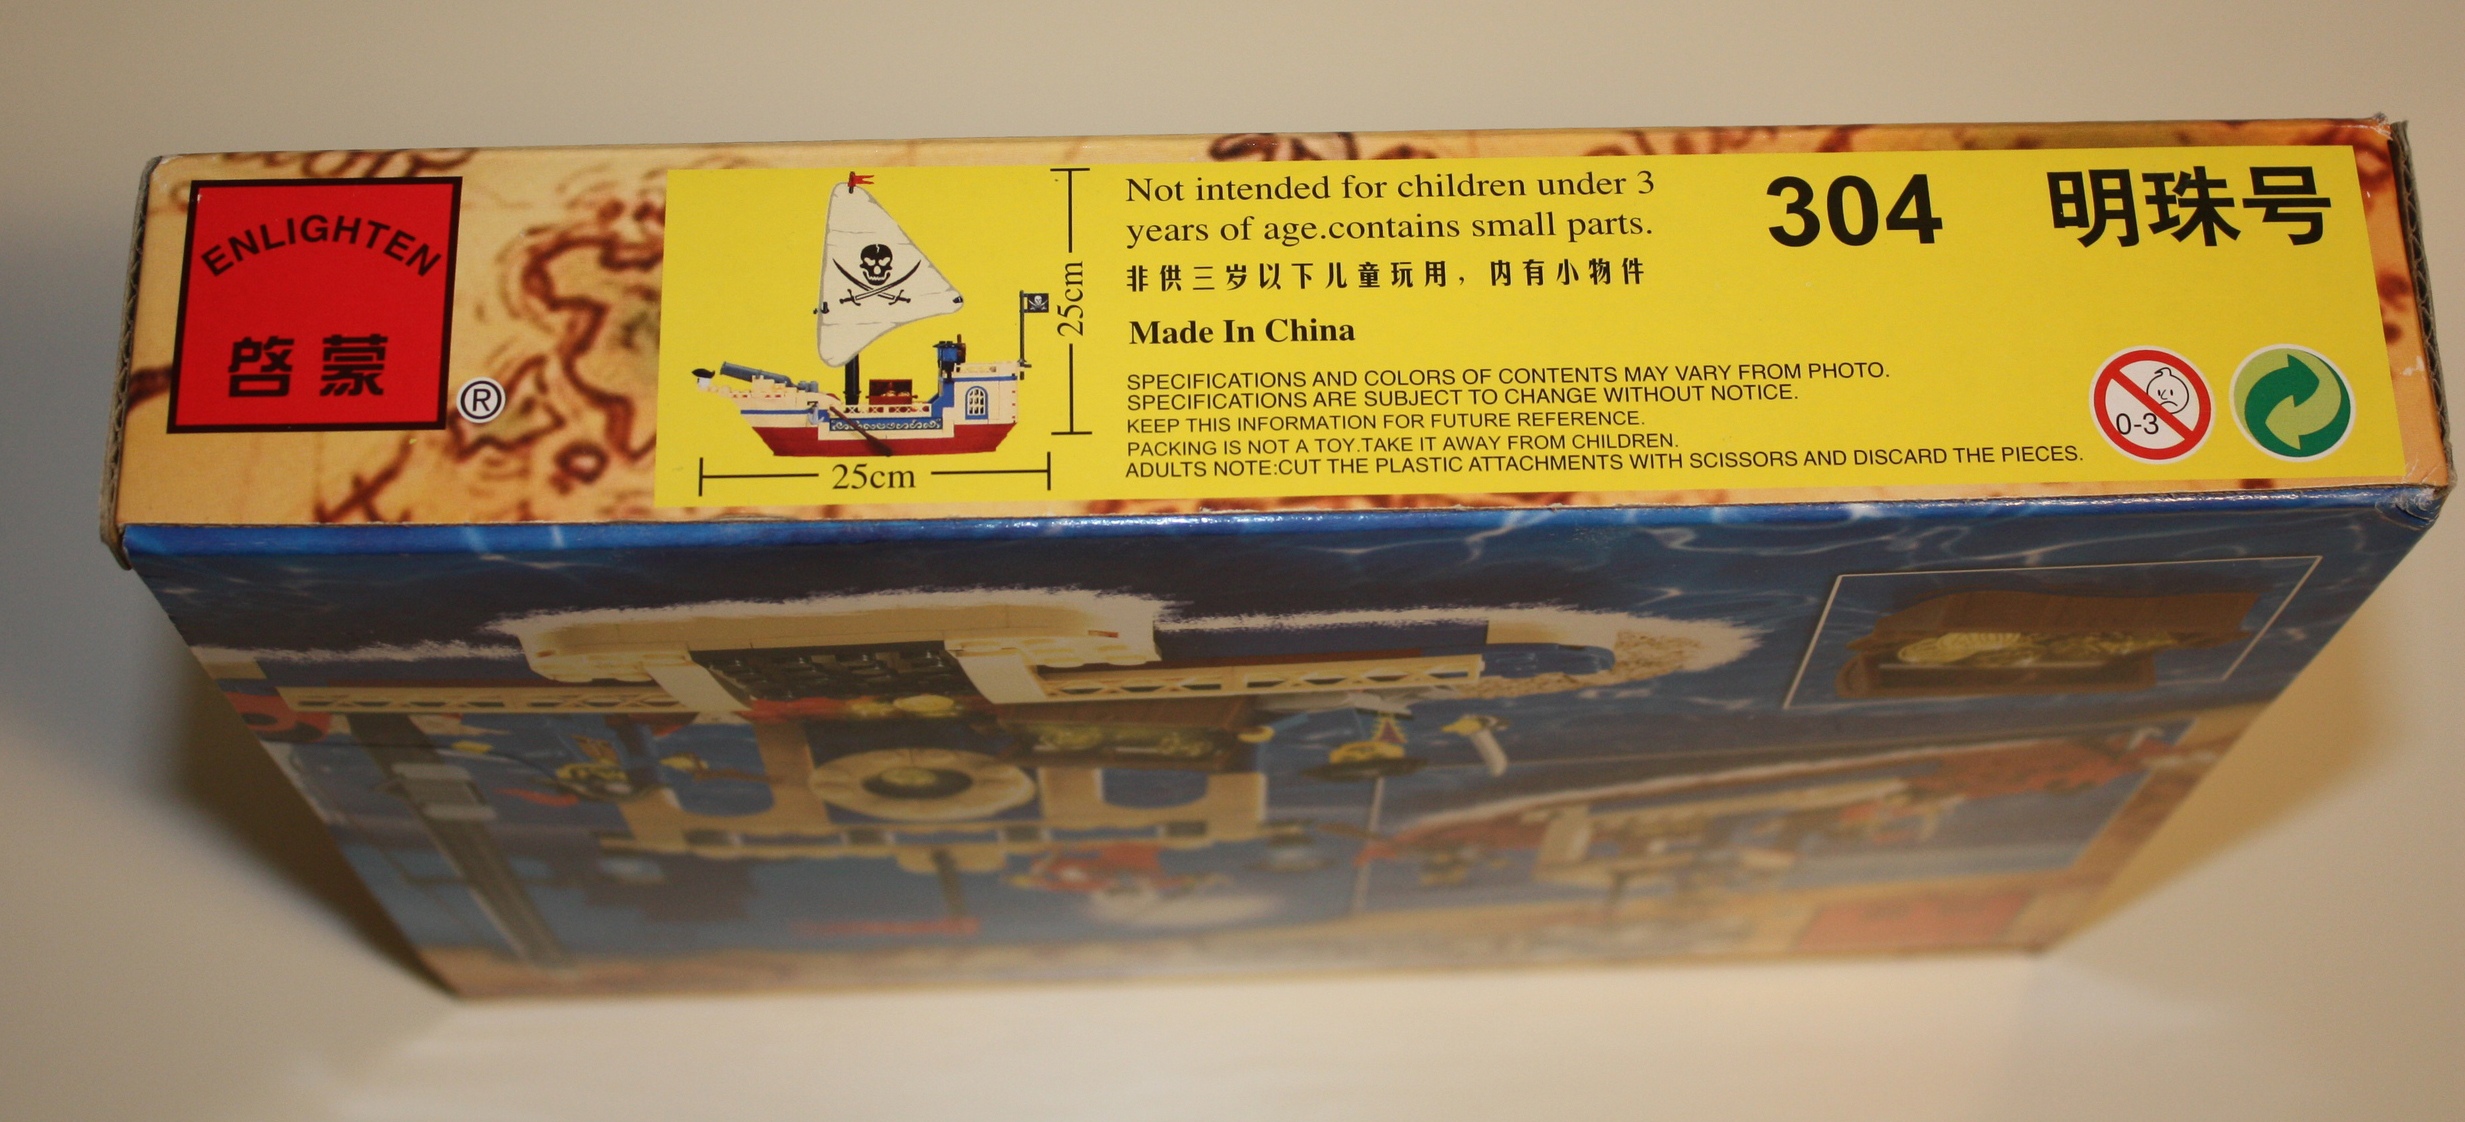 ENLIGHTEN
啓蒙
®
25cm
25cm
Not intended for children under 3
years of age.contains small parts.
非供三岁以下儿童玩用，内有小物件
Made In China
SPECIFICATIONS AND COLORS OF CONTENTS MAY VARY FROM PHOTO.
SPECIFICATIONS ARE SUBJECT TO CHANGE WITHOUT NOTICE.
KEEP THIS INFORMATION FOR FUTURE REFERENCE.
PACKING IS NOT A TOY.TAKE IT AWAY FROM CHILDREN.
ADULTS NOTE:CUT THE PLASTIC ATTACHMENTS WITH SCISSORS AND DISCARD THE PIECES.
304 明珠号
0-3